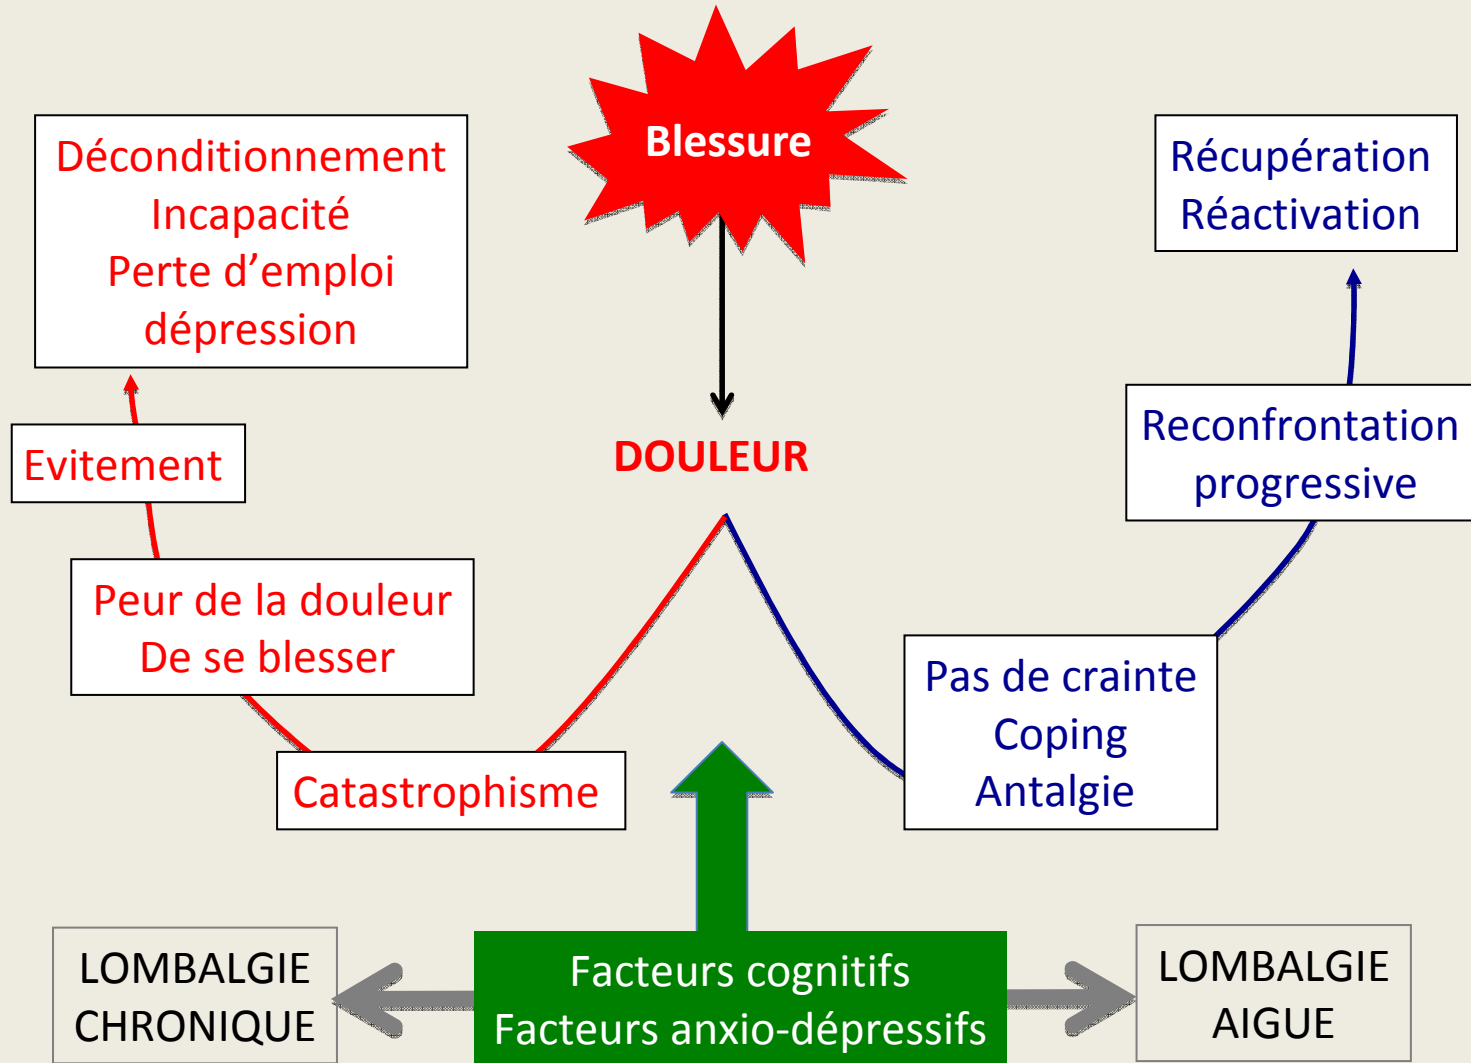 Blessure
Déconditionnement
Incapacité
Perte d’emploi
dépression
Récupération
Réactivation
Evitement
DOULEUR
Reconfrontation
progressive
Peur de la douleur
De se blesser
Pas de crainte
Coping
Antalgie
Catastrophisme
LOMBALGIE
CHRONIQUE
Facteurs cognitifs
Facteurs anxio-dépressifs
LOMBALGIE
AIGUE